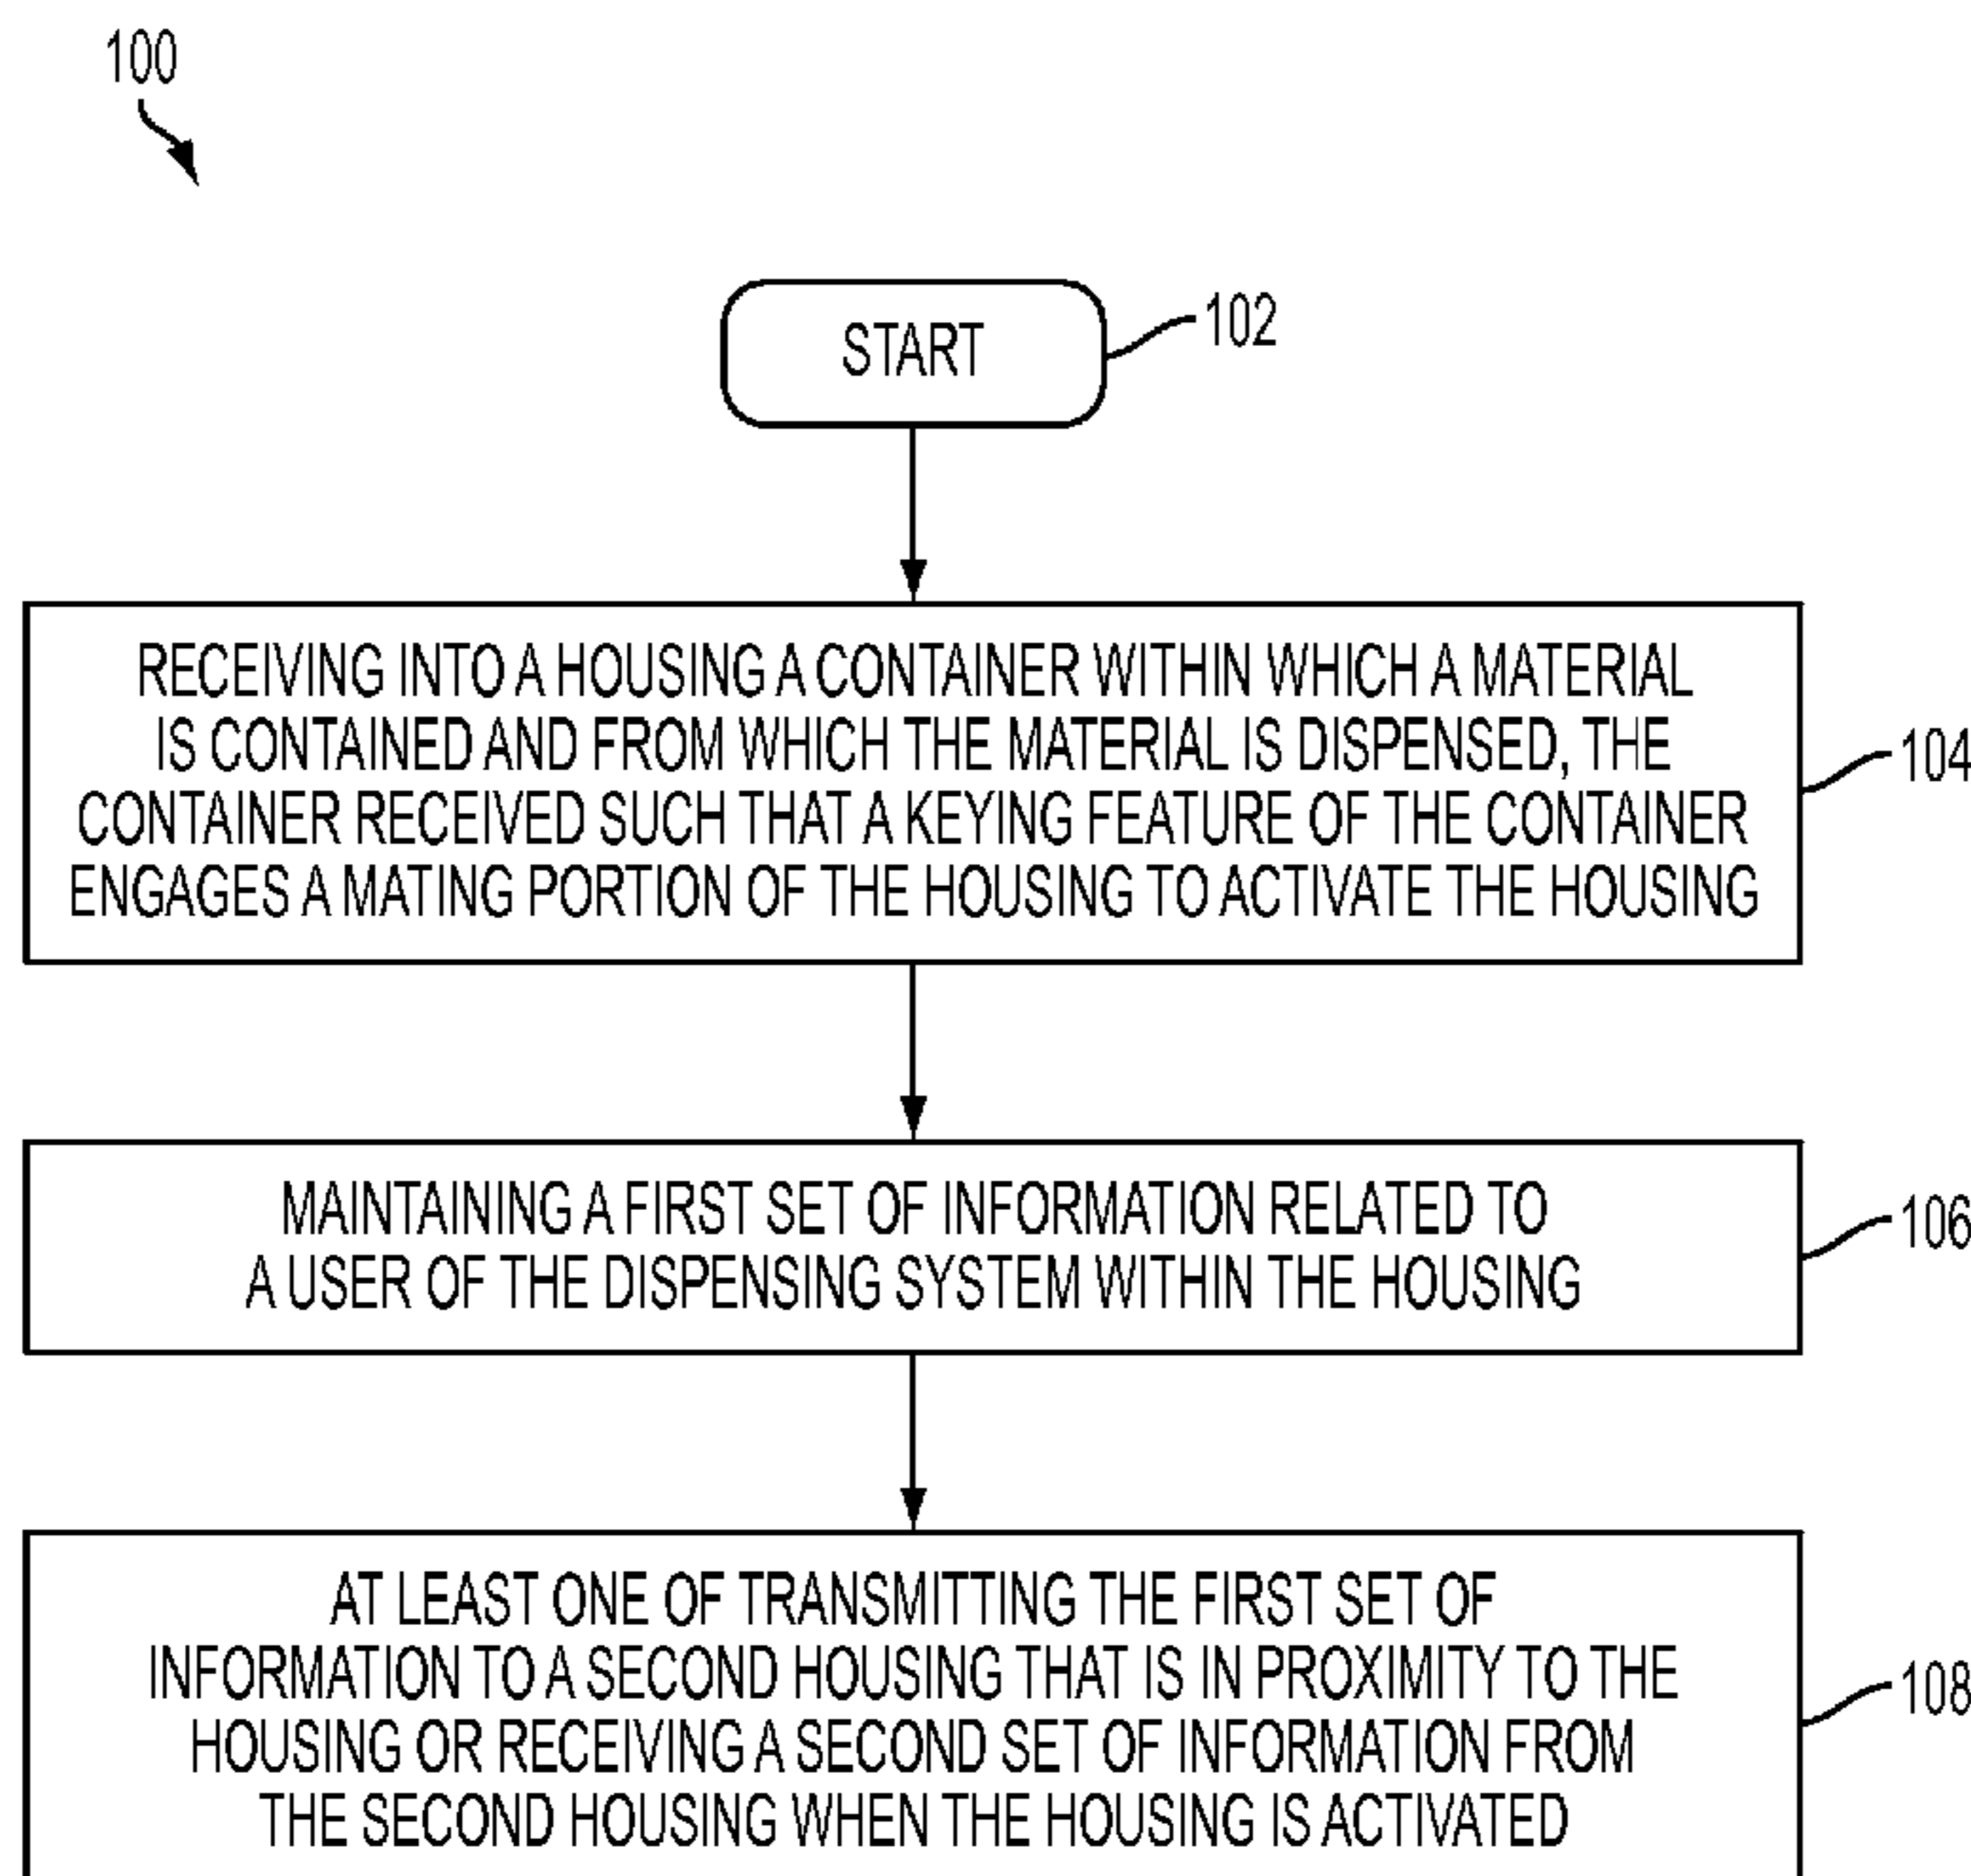 100
START
102
RECEIVING INTO A HOUSING A CONTAINER WITHIN WHICH A MATERIAL
IS CONTAINED AND FROM WHICH THE MATERIAL IS DISPENSED, THE
CONTAINER RECEIVED SUCH THAT A KEYING FEATURE OF THE CONTAINER
ENGAGES A MATING PORTION OF THE HOUSING TO ACTIVATE THE HOUSING
104
MAINTAINING A FIRST SET OF INFORMATION RELATED TO
A USER OF THE DISPENSING SYSTEM WITHIN THE HOUSING
106
AT LEAST ONE OF TRANSMITTING THE FIRST SET OF
INFORMATION TO A SECOND HOUSING THAT IS IN PROXIMITY TO THE
HOUSING OR RECEIVING A SECOND SET OF INFORMATION FROM
THE SECOND HOUSING WHEN THE HOUSING IS ACTIVATED
108